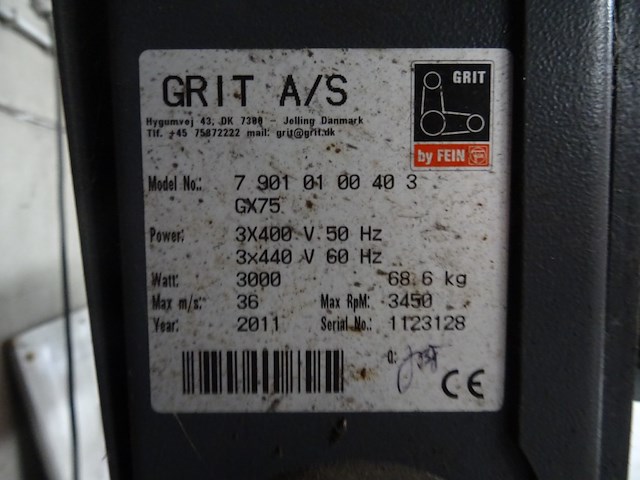 GRIT A/S
Hygumvej 43, DK 7300 - Jelling Danmark
Tlf. +45 75872222 mail: grit@grit.dk
GRIT
by FEIN
Model No.: 7 901 01 00 40 3
GX75
Power: 3X400 V 50 Hz
3x440 V 60 Hz
Watt: 3000 68.6 kg
Max m/s: 36 Max RpM: 3450
Year: 2011 Serial No.: 1123128
Q:
CE